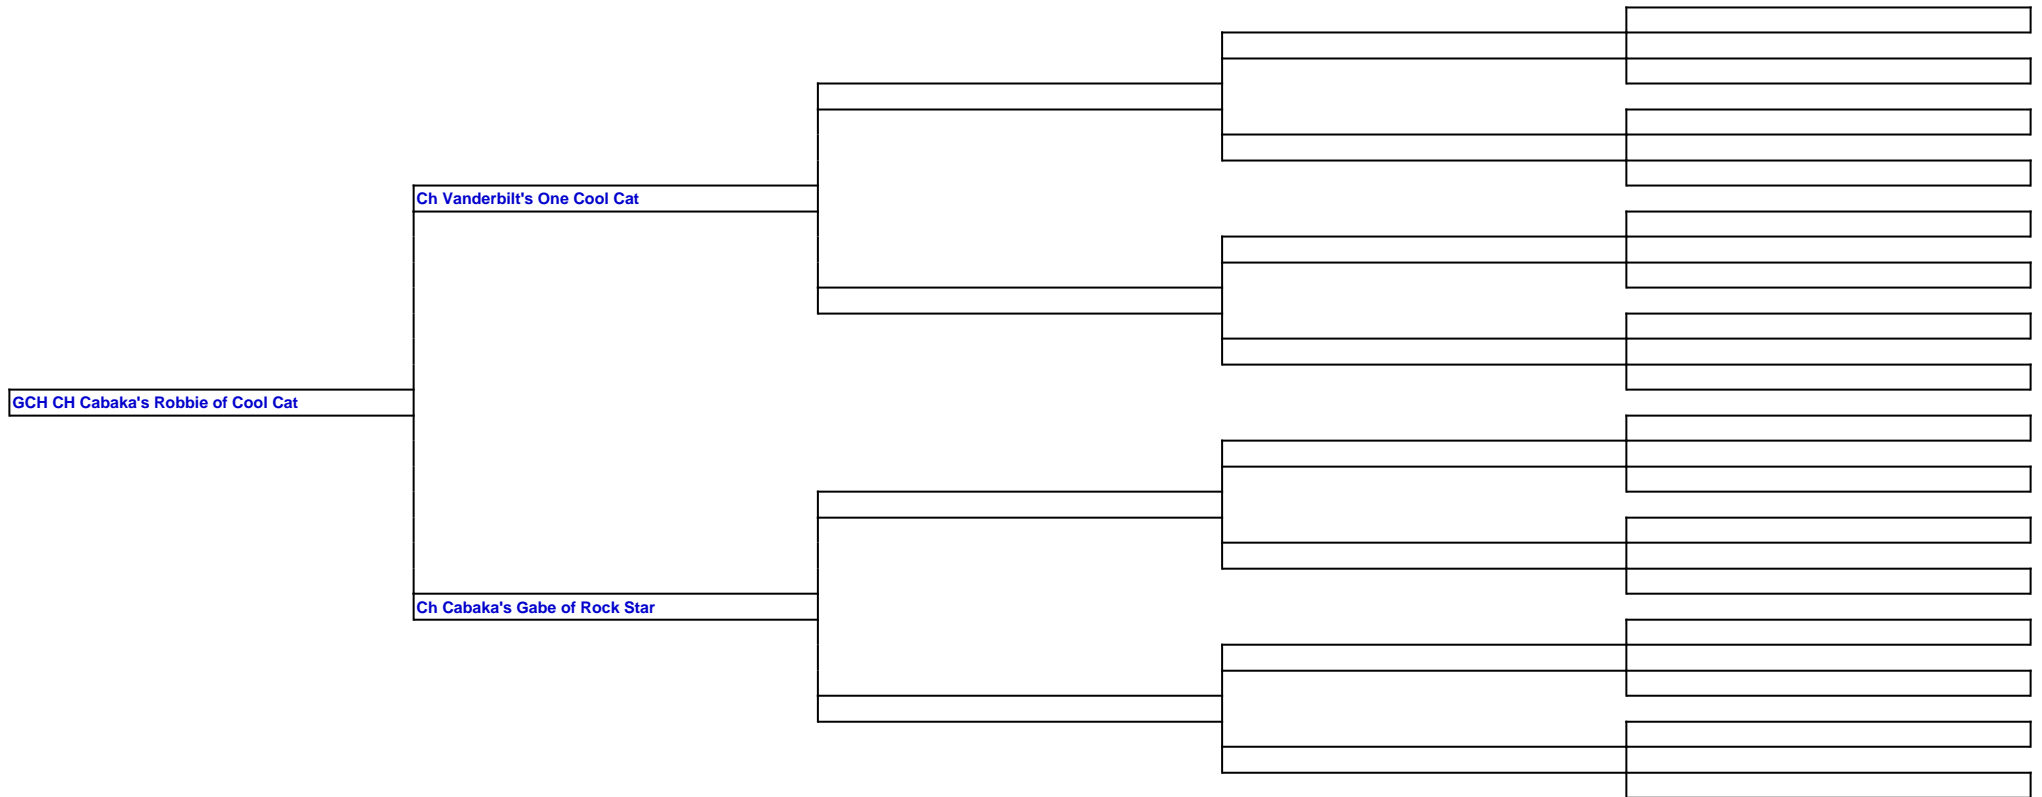 Ch Vanderbilt's One Cool Cat
GCH CH Cabaka's Robbie of Cool Cat
Ch Cabaka's Gabe of Rock Star